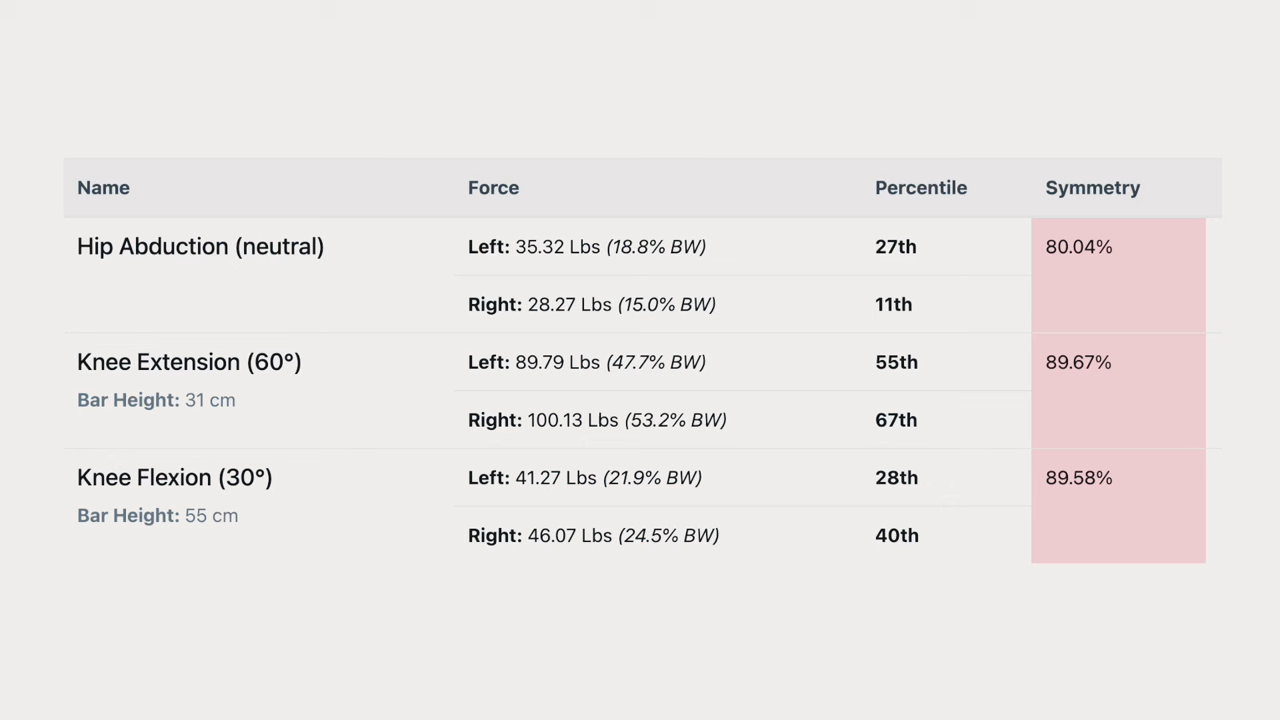 Name Force Percentile Symmetry
Hip Abduction (neutral) Left: 35.32 Lbs (18.8% BW) 27th 80.04%
Right: 28.27 Lbs (15.0% BW) 11th
Knee Extension (60°) Left: 89.79 Lbs (47.7% BW) 55th 89.67%
Bar Height: 31 cm
Right: 100.13 Lbs (53.2% BW) 67th
Knee Flexion (30°) Left: 41.27 Lbs (21.9% BW) 28th 89.58%
Bar Height: 55 cm
Right: 46.07 Lbs (24.5% BW) 40th